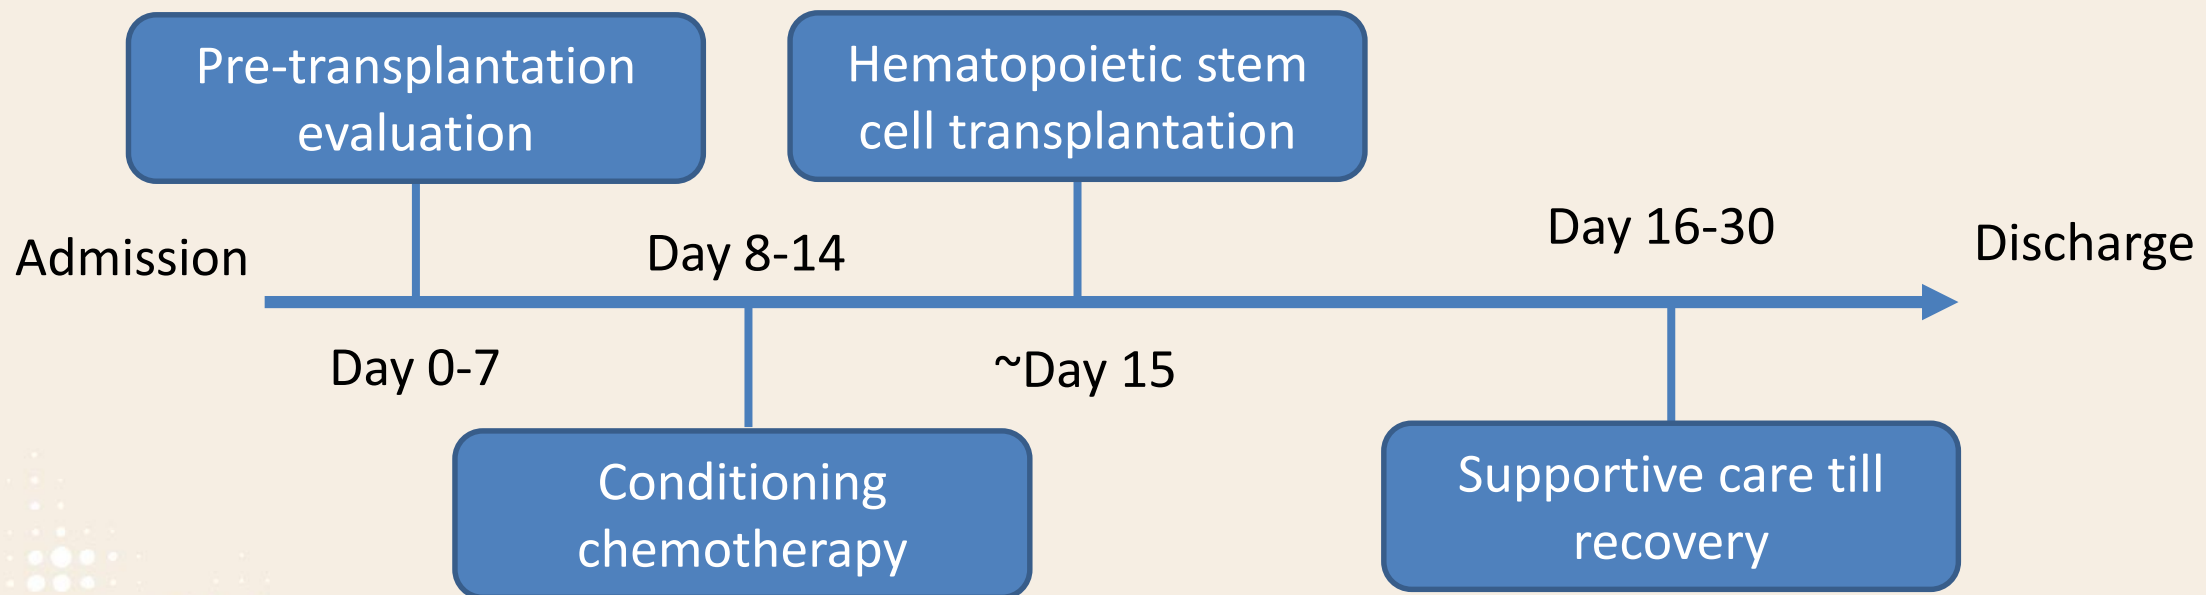 Pre-transplantation
evaluation
Hematopoietic stem
cell transplantation
Admission
Day 8-14
Day 16-30
Discharge
Day 0-7
~Day 15
Conditioning
chemotherapy
Supportive care till
recovery